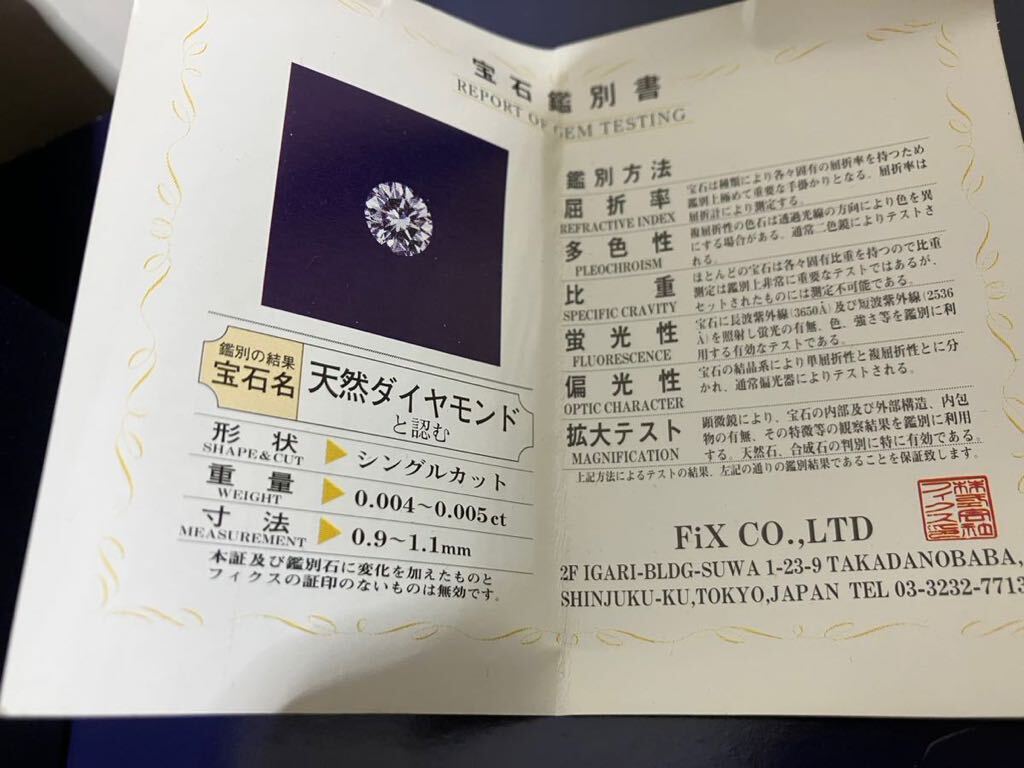 宝石鑑別書
REPORT OF GEM TESTING
鑑別の結果
宝石名
天然ダイヤモンド
と認む
形状
SHAPE&CUT
シングルカット
重量
WEIGHT
0.004~0.005ct
寸法
MEASUREMENT
0.9~1.1mm
本証及び鑑別石に変化を加えたものと
フィクスの証印のないものは無効です。
鑑別方法
屈折率
REFRACTIVE INDEX
宝石は種類により各々固有の屈折率を持つため
鑑別上極めて重要な手掛かりとなる。屈折率は
屈折計により測定する。
多色性
PLEOCHROISM
複屈折性の色石は透過光線の方向により色を異
にする場合がある。通常二色鏡によりテストさ
れる。
比重
SPECIFIC CRAVITY
ほとんどの宝石は各々固有比重を持つので比重
測定は鑑別上非常に重要なテストではあるが、
セットされたものには測定不可能である。
蛍光性
FLUORESCENCE
宝石に長波紫外線(3650Å)及び短波紫外線(2536
Å)を照射し蛍光の有無、色、強さ等を鑑別に利
用する有効なテストである。
偏光性
OPTIC CHARACTER
宝石の結晶系により単屈折性と複屈折性とに分
かれ、通常偏光器によりテストされる。
拡大テスト
MAGNIFICATION
顕微鏡により、宝石の内部及び外部構造、内包
物の有無、その特徴等の観察結果を鑑別に利用
する。天然石、合成石の判別に特に有効である。
上記方法によるテストの結果、左記の通りの鑑別結果であることを保証致します。
FiX CO.,LTD
2F IGARI-BLDG-SUWA 1-23-9 TAKADANOBABA,
SHINJUKU-KU,TOKYO,JAPAN TEL 03-3232-7713